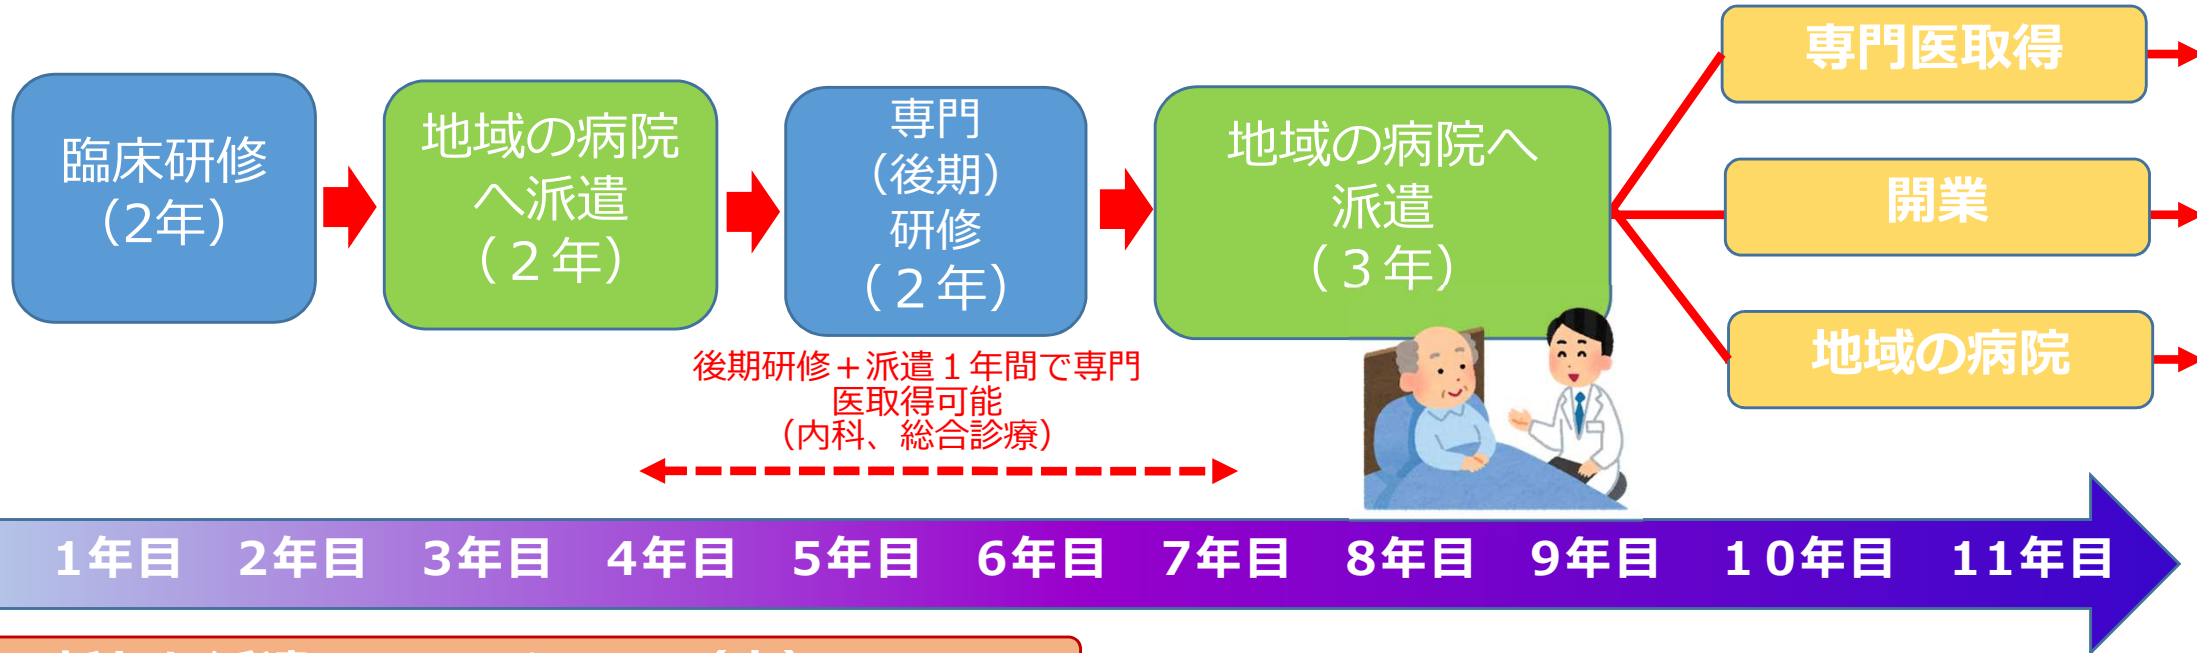 臨床研修
（2年）
地域の病院
へ派遣
（２年）
専門
（後期）
研修
（２年）
地域の病院へ
派遣
（３年）
専門医取得
開業
地域の病院
後期研修＋派遣１年間で専門
医取得可能
（内科、総合診療）
1年目 2年目 3年目 4年目 5年目 6年目 7年目 8年目 9年目 １０年目 11年目